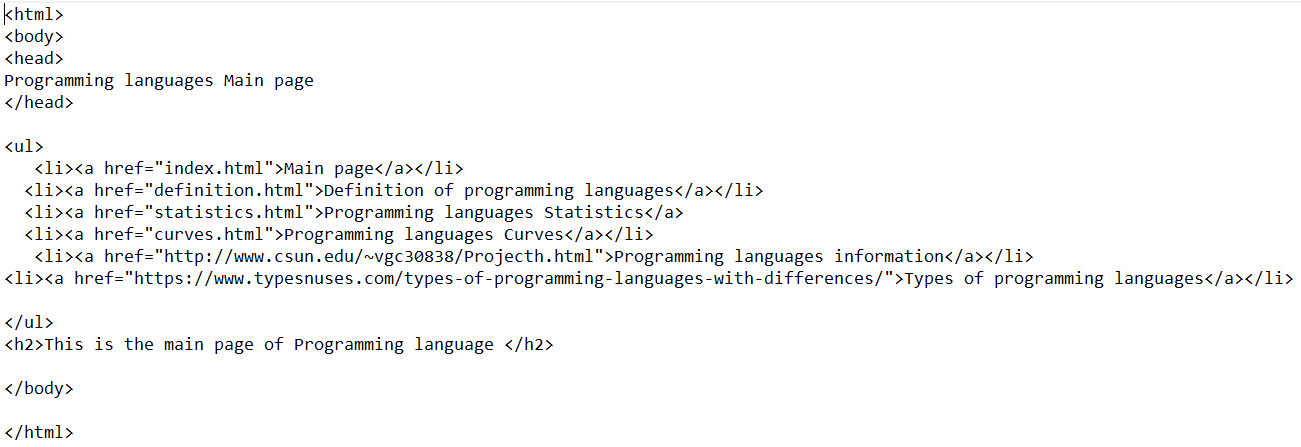 <html>
<body>
<head>
Programming languages Main page
</head>
<ul>
<li><a href="index.html">Main page</a></li>
<li><a href="definition.html">Definition of programming languages</a></li>
<li><a href="statistics.html">Programming languages Statistics</a>
<li><a href="curves.html">Programming languages Curves</a></li>
<li><a href="http://www.csun.edu/~vgc30838/Projecth.html">Programming languages information</a></li>
<li><a href="https://www.typesnuses.com/types-of-programming-languages-with-differences/">Types of programming languages</a></li>
</ul>
<h2>This is the main page of Programming language </h2>
</body>
</html>